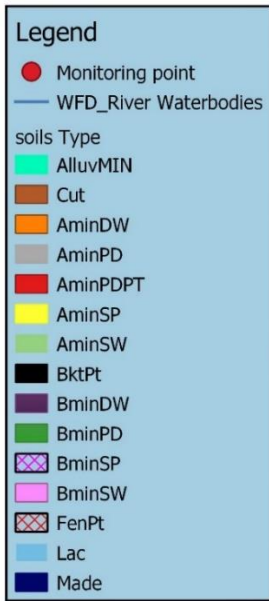 Legend
Monitoring point
WFD_River Waterbodies
soils Type
AlluvMIN
Cut
AminDW
AminPD
AminPDPT
AminSP
AminSW
BktPt
BminDW
BminPD
BminSP
BminSW
FenPt
Lac
Made